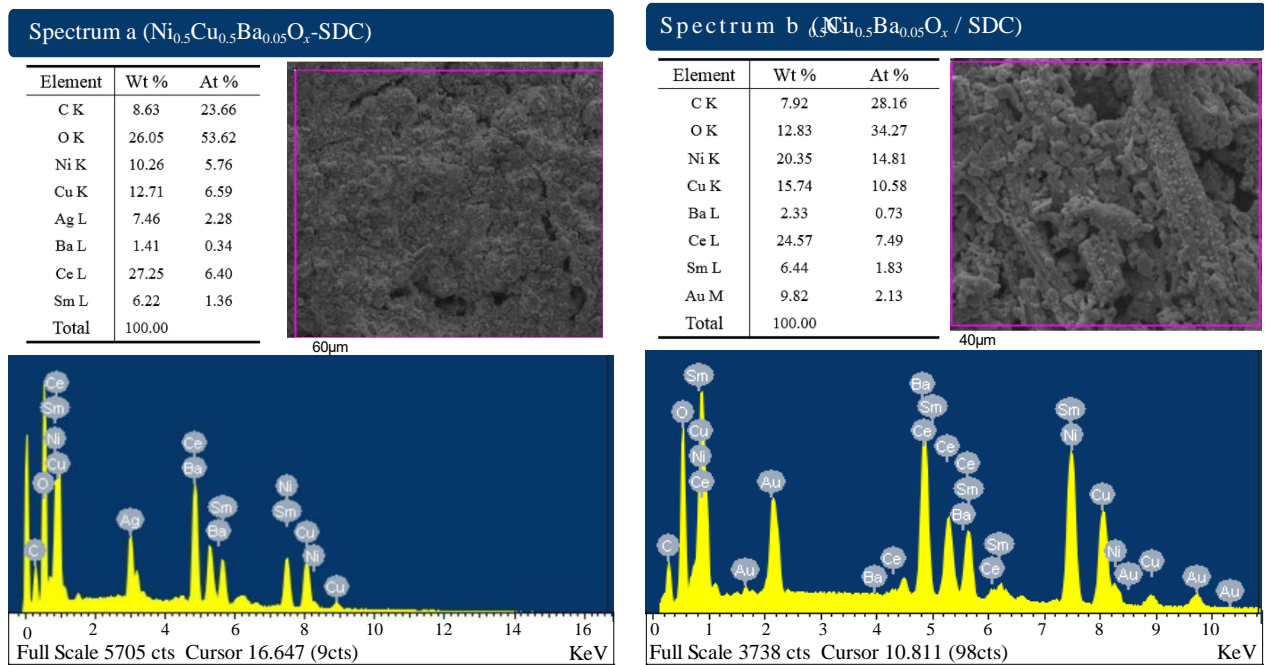 Spectrum a (Ni0.5Cu0.5Ba0.05Ox-SDC)
Element Wt % At %
C K 8.63 23.66
O K 26.05 53.62
Ni K 10.26 5.76
Cu K 12.71 6.59
Ag L 7.46 2.28
Ba L 1.41 0.34
Ce L 27.25 6.40
Sm L 6.22 1.36
Total 100.00
60μm
Ce
Sm
Ni
Cu
O
C
Ag
Ce
Ba
Sm
Ba
Ni
Sm
Cu
Ni
Cu
0 2 4 6 8 10 12 14 16
Full Scale 5705 cts Cursor 16.647 (9cts) KeV
Spectrum b (Ni0.5Cu0.5Ba0.05Ox / SDC)
Element Wt % At %
C K 7.92 28.16
O K 12.83 34.27
Ni K 20.35 14.81
Cu K 15.74 10.58
Ba L 2.33 0.73
Ce L 24.57 7.49
Sm L 6.44 1.83
Au M 9.82 2.13
Total 100.00
40μm
Sm
O
Cu
Ni
Ce
C
Au
Au
Ba
Sm
Ce
Ce
Ce
Sm
Ba
Ce
Ba
Sm
Ce
Sm
Ni
Cu
Ni
Au
Cu
Au
Au
0 1 2 3 4 5 6 7 8 9 10
Full Scale 3738 cts Cursor 10.811 (98cts) KeV